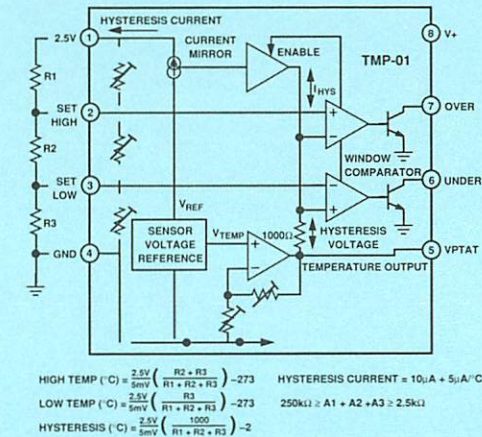 HYSTERESIS CURRENT
2.5V 1
CURRENT MIRROR
ENABLE
8 V+
TMP-01
R1
IHYS
SET HIGH 2
7 OVER
R2
WINDOW COMPARATOR
SET LOW 3
6 UNDER
R3
VREF
SENSOR VOLTAGE REFERENCE
VTEMP
1000Ω
HYSTERESIS VOLTAGE
GND 4
5 VPTAT
TEMPERATURE OUTPUT
HIGH TEMP (°C) = 2.5V/5mV ( R2 + R3 / R1 + R2 + R3 ) –273
HYSTERESIS CURRENT = 10µA + 5µA/°C
LOW TEMP (°C) = 2.5V/5mV ( R3 / R1 + R2 + R3 ) –273
250kΩ ≥ A1 + A2 +A3 ≥ 2.5kΩ
HYSTERESIS (°C) = 2.5V/5mV ( 1000 / R1 + R2 + R3 ) –2